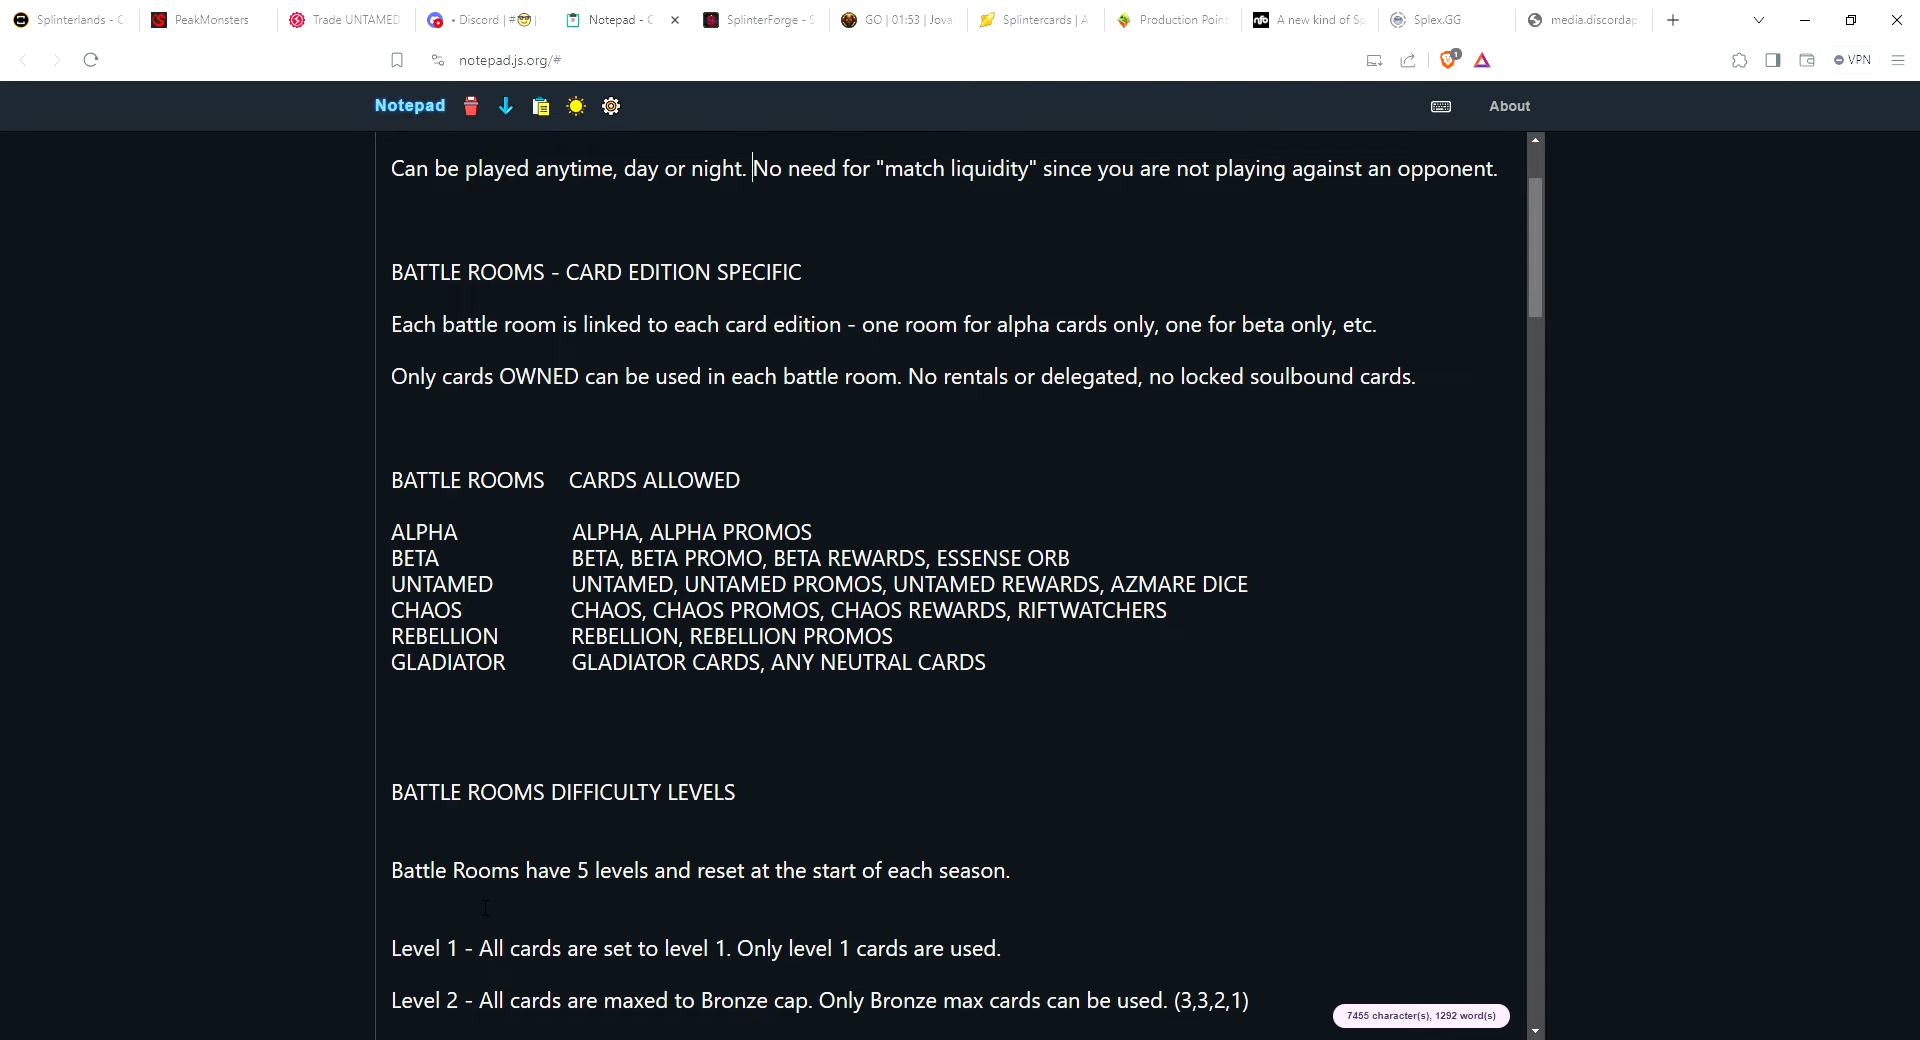 Splinterlands - C
PeakMonsters
Trade UNTAMED
• Discord | #😎|
Notepad - C
SplinterForge - S
GO | 01:53 | Jova
Splintercards | A
Production Point
A new kind of Sp
Splex.GG
media.discordap
notepad.js.org/#
1
VPN
Notepad
About
Can be played anytime, day or night. No need for "match liquidity" since you are not playing against an opponent.
BATTLE ROOMS - CARD EDITION SPECIFIC
Each battle room is linked to each card edition - one room for alpha cards only, one for beta only, etc.
Only cards OWNED can be used in each battle room. No rentals or delegated, no locked soulbound cards.
BATTLE ROOMS CARDS ALLOWED
ALPHA ALPHA, ALPHA PROMOS
BETA BETA, BETA PROMO, BETA REWARDS, ESSENSE ORB
UNTAMED UNTAMED, UNTAMED PROMOS, UNTAMED REWARDS, AZMARE DICE
CHAOS CHAOS, CHAOS PROMOS, CHAOS REWARDS, RIFTWATCHERS
REBELLION REBELLION, REBELLION PROMOS
GLADIATOR GLADIATOR CARDS, ANY NEUTRAL CARDS
BATTLE ROOMS DIFFICULTY LEVELS
Battle Rooms have 5 levels and reset at the start of each season.
Level 1 - All cards are set to level 1. Only level 1 cards are used.
Level 2 - All cards are maxed to Bronze cap. Only Bronze max cards can be used. (3,3,2,1)
7455 character(s), 1292 word(s)